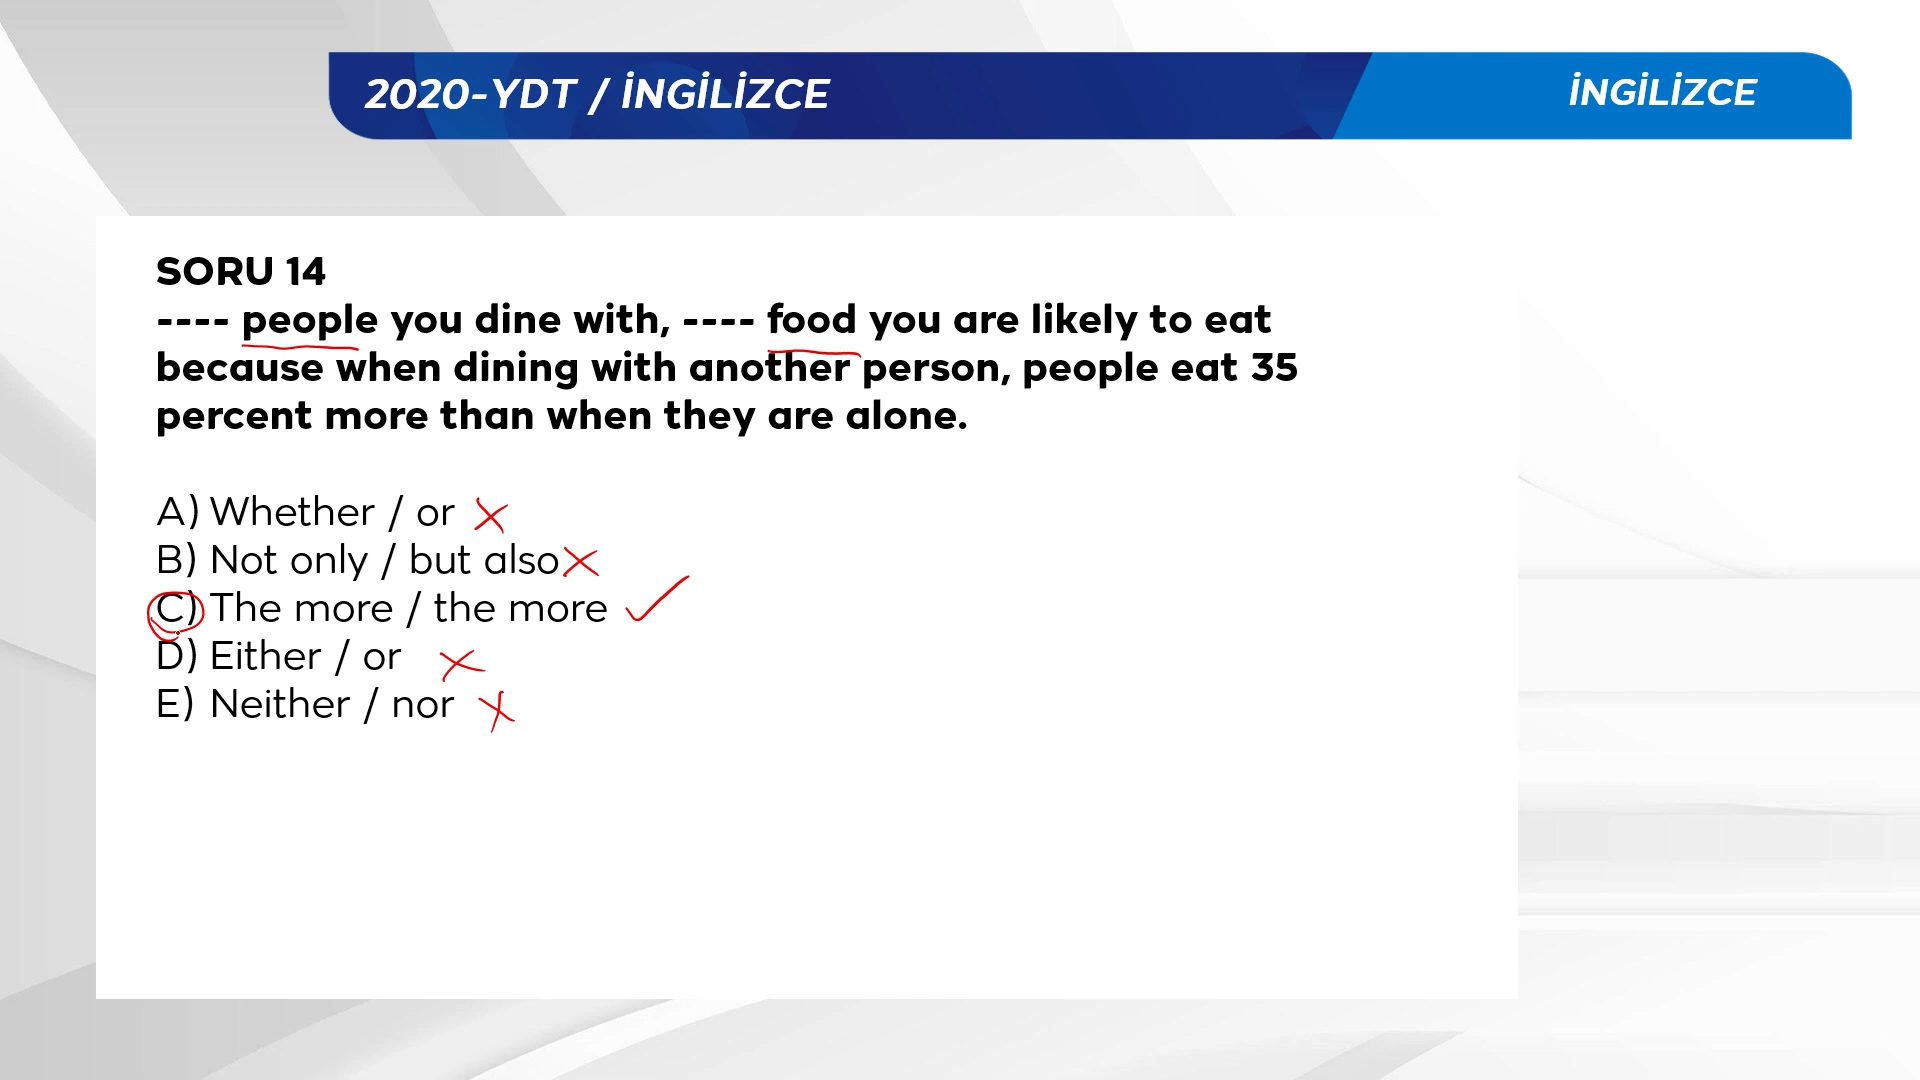 2020-YDT / İNGİLİZCE
İNGİLİZCE
SORU 14
---- people you dine with, ---- food you are likely to eat
because when dining with another person, people eat 35
percent more than when they are alone.
A) Whether / or
B) Not only / but also
C) The more / the more
D) Either / or
E) Neither / nor